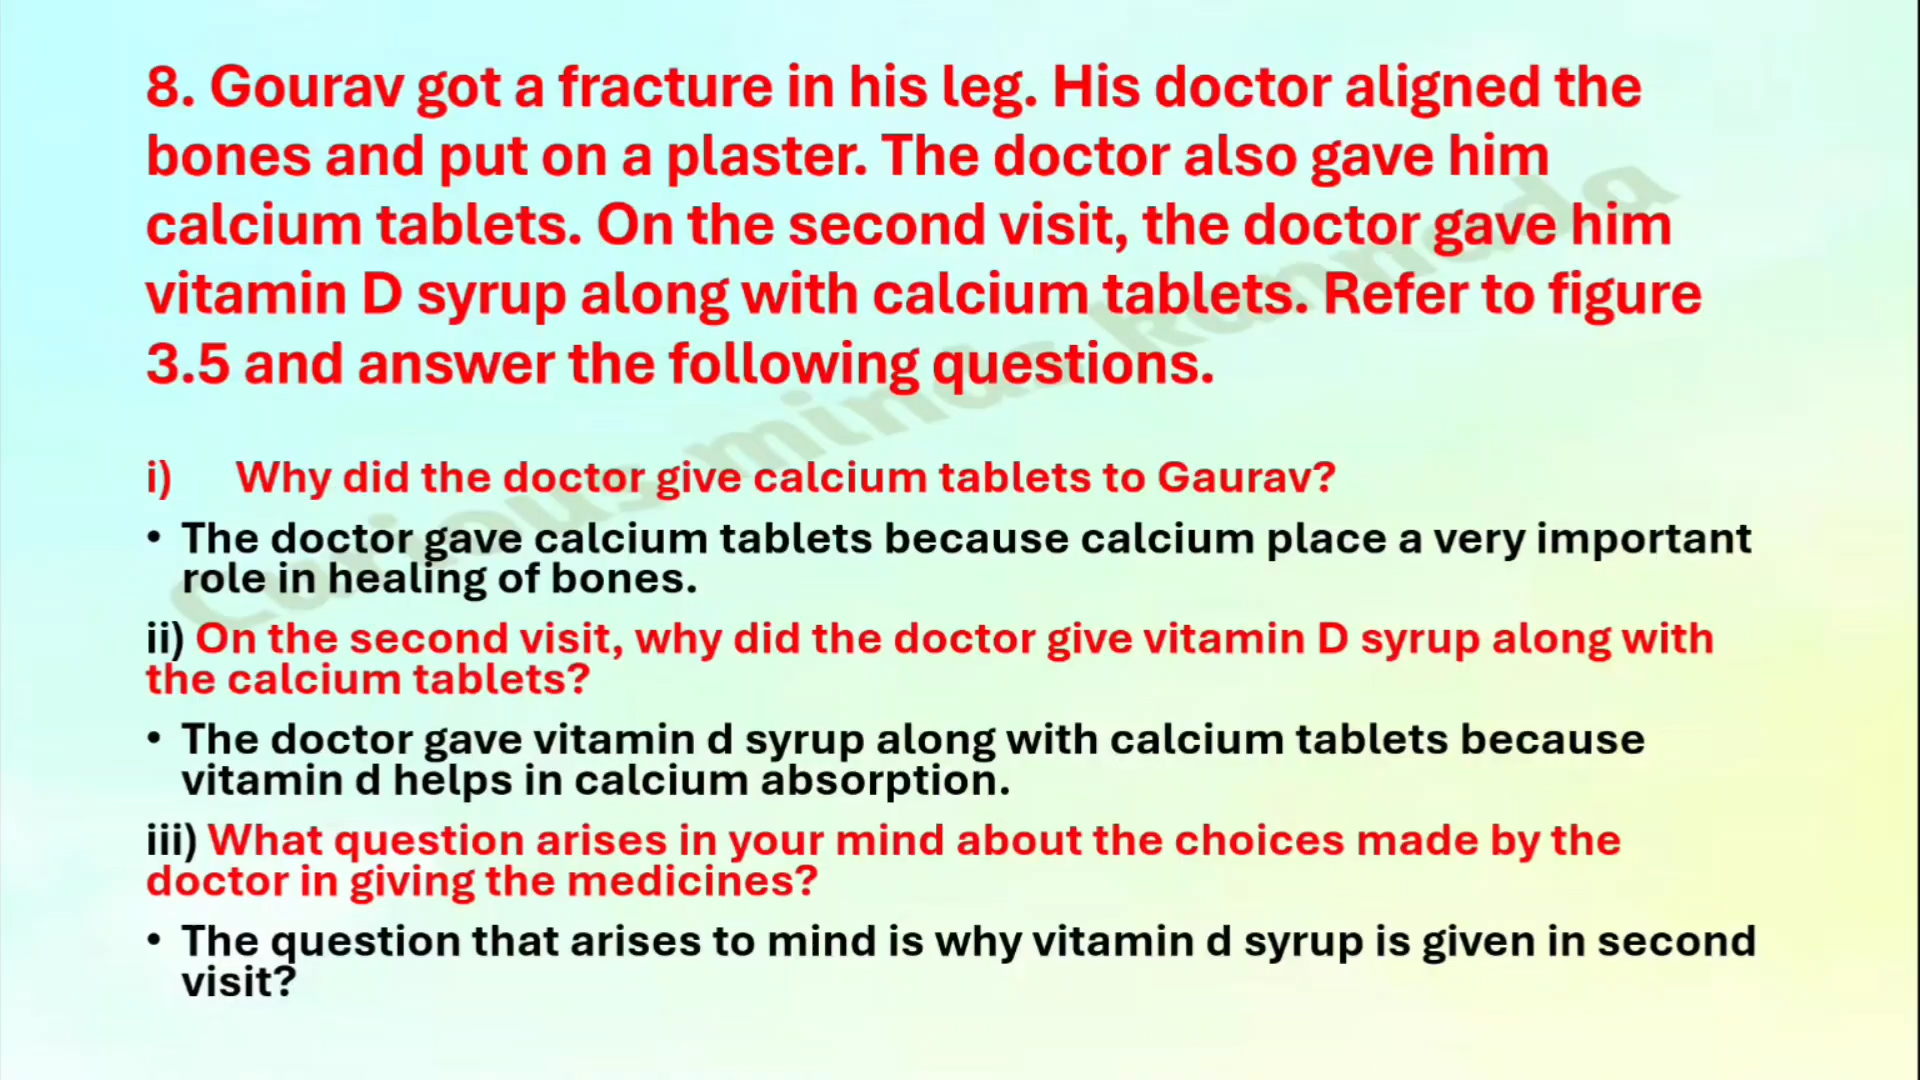 8. Gourav got a fracture in his leg. His doctor aligned the
bones and put on a plaster. The doctor also gave him
calcium tablets. On the second visit, the doctor gave him
vitamin D syrup along with calcium tablets. Refer to figure
3.5 and answer the following questions.
i) Why did the doctor give calcium tablets to Gaurav?
• The doctor gave calcium tablets because calcium place a very important
role in healing of bones.
ii) On the second visit, why did the doctor give vitamin D syrup along with
the calcium tablets?
• The doctor gave vitamin d syrup along with calcium tablets because
vitamin d helps in calcium absorption.
iii) What question arises in your mind about the choices made by the
doctor in giving the medicines?
• The question that arises to mind is why vitamin d syrup is given in second
visit?
Curious minds kannada